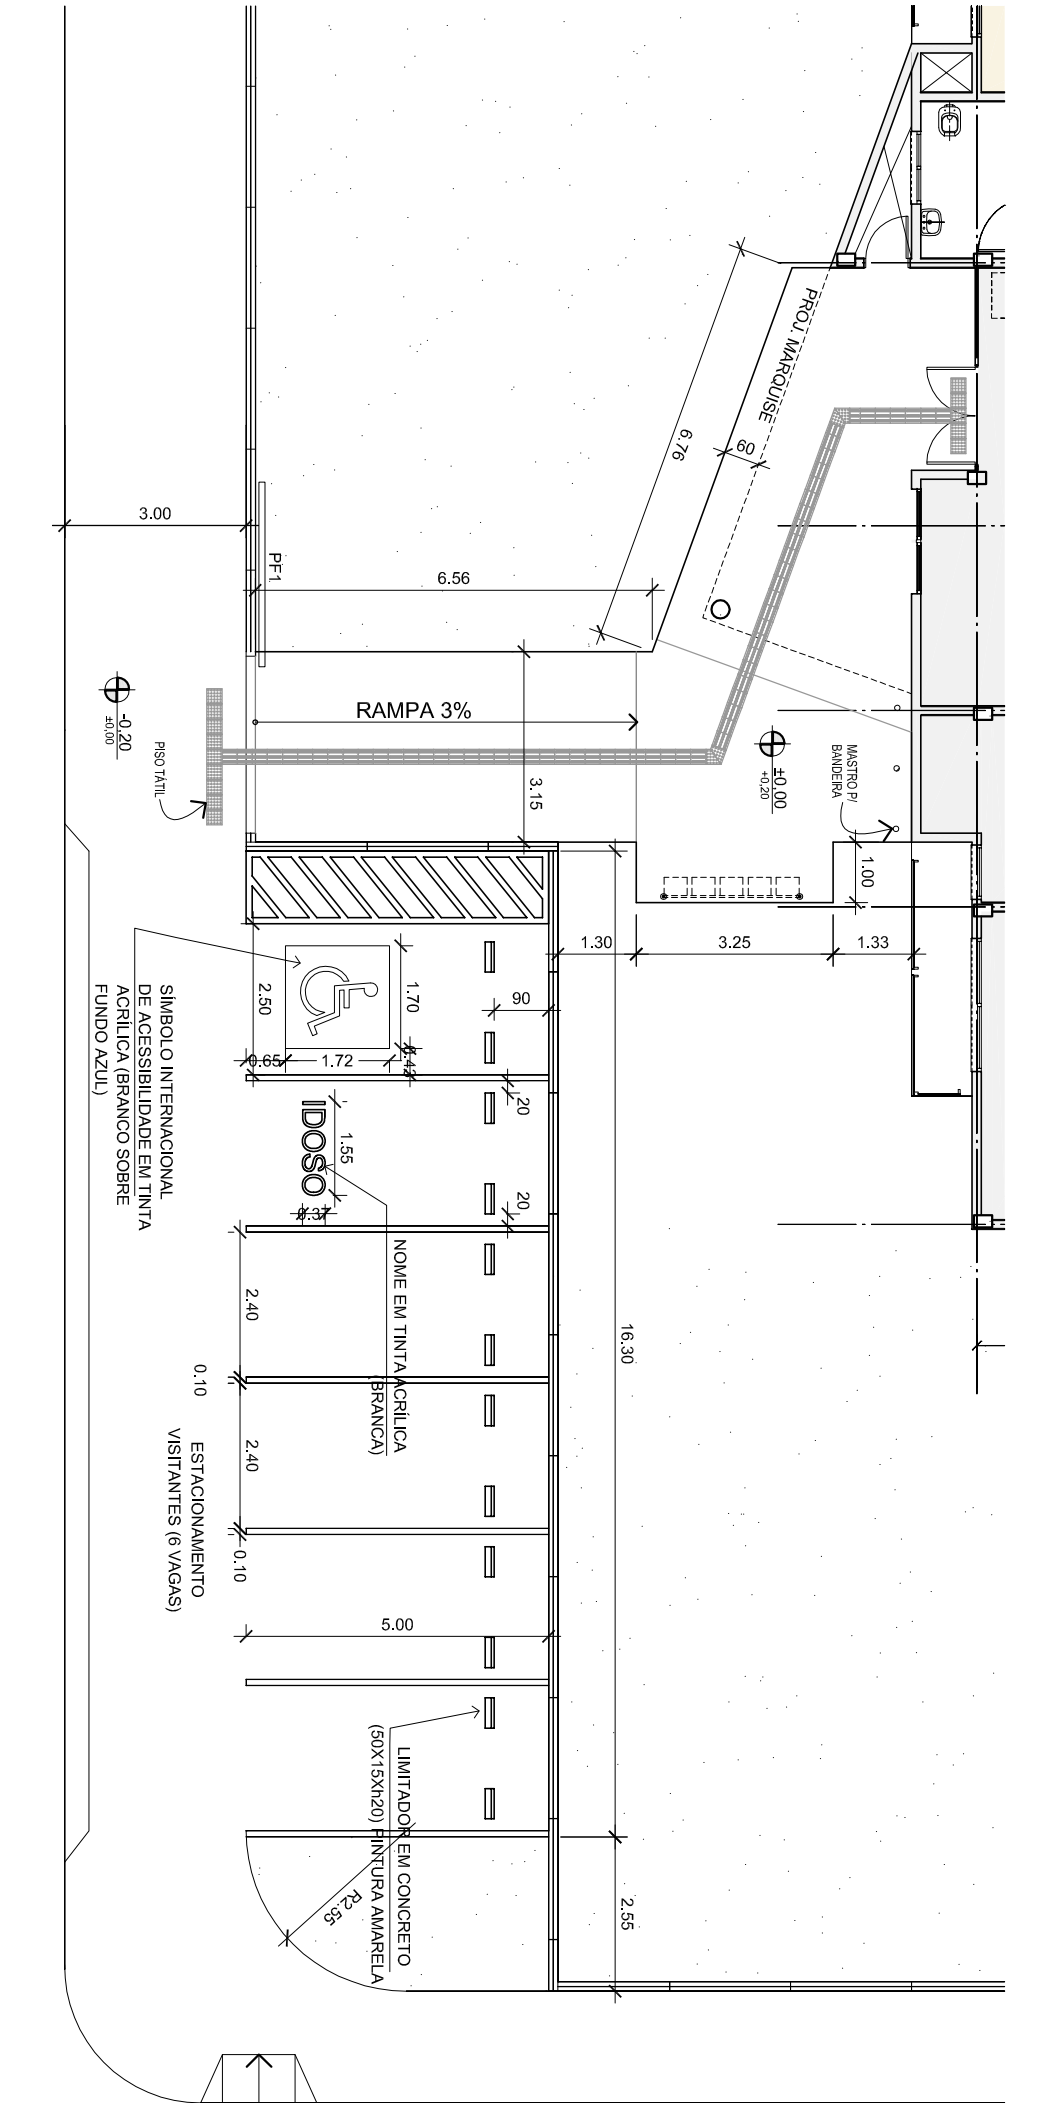 PROJ. MARQUISE
6.76
60
3.00
PF1
6.56
RAMPA 3%
-0,20
±0,00
PISO TÁTIL
3.15
±0,00
+0,20
MASTRO P/
BANDEIRA
1.00
1.30
3.25
1.33
90
2.50
1.70
0.65
1.72
0.42
SÍMBOLO INTERNACIONAL
DE ACESSIBILIDADE EM TINTA
ACRÍLICA (BRANCO SOBRE
FUNDO AZUL)
20
IDOSO
1.55
20
0.37
NOME EM TINTA ACRÍLICA
(BRANCA)
2.40
16.30
0.10
2.40
ESTACIONAMENTO
VISITANTES (6 VAGAS)
0.10
5.00
LIMITADOR EM CONCRETO
(50X15Xh20) PINTURA AMARELA
R2.55
2.55